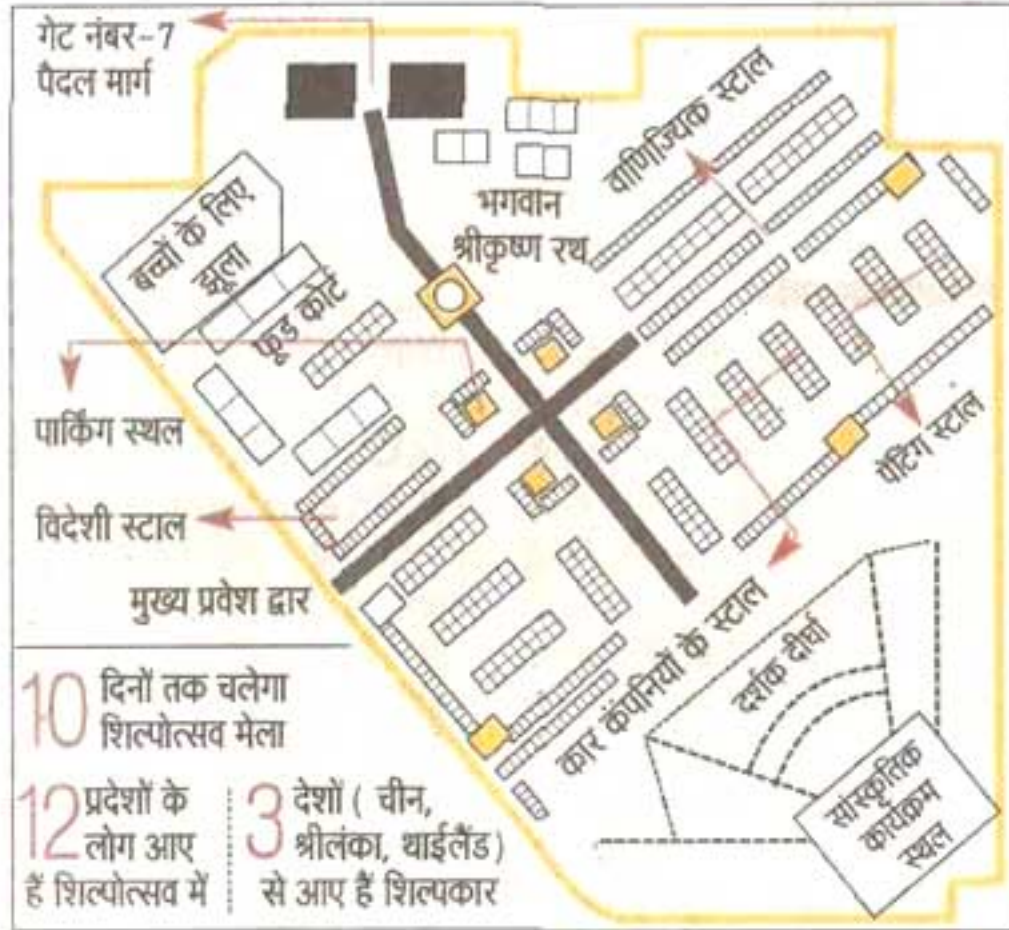 गेट नंबर-7
पैदल मार्ग
वाणिज्यिक स्टाल
भगवान
श्रीकृष्ण रथ
बच्चों के लिए
झूला
फूड कोर्ट
पार्किंग स्थल
विदेशी स्टाल
मुख्य प्रवेश द्वार
पेंटिग स्टाल
कार कंपनियों के स्टाल
दर्शक दीर्घा
सांस्कृतिक
कार्यक्रम
स्थल
10 दिनों तक चलेगा
शिल्पोत्सव मेला
12 प्रदेशों के
लोग आए
हैं शिल्पोत्सव में
3 देशों ( चीन,
श्रीलंका, थाईलैंड)
से आए हैं शिल्पकार